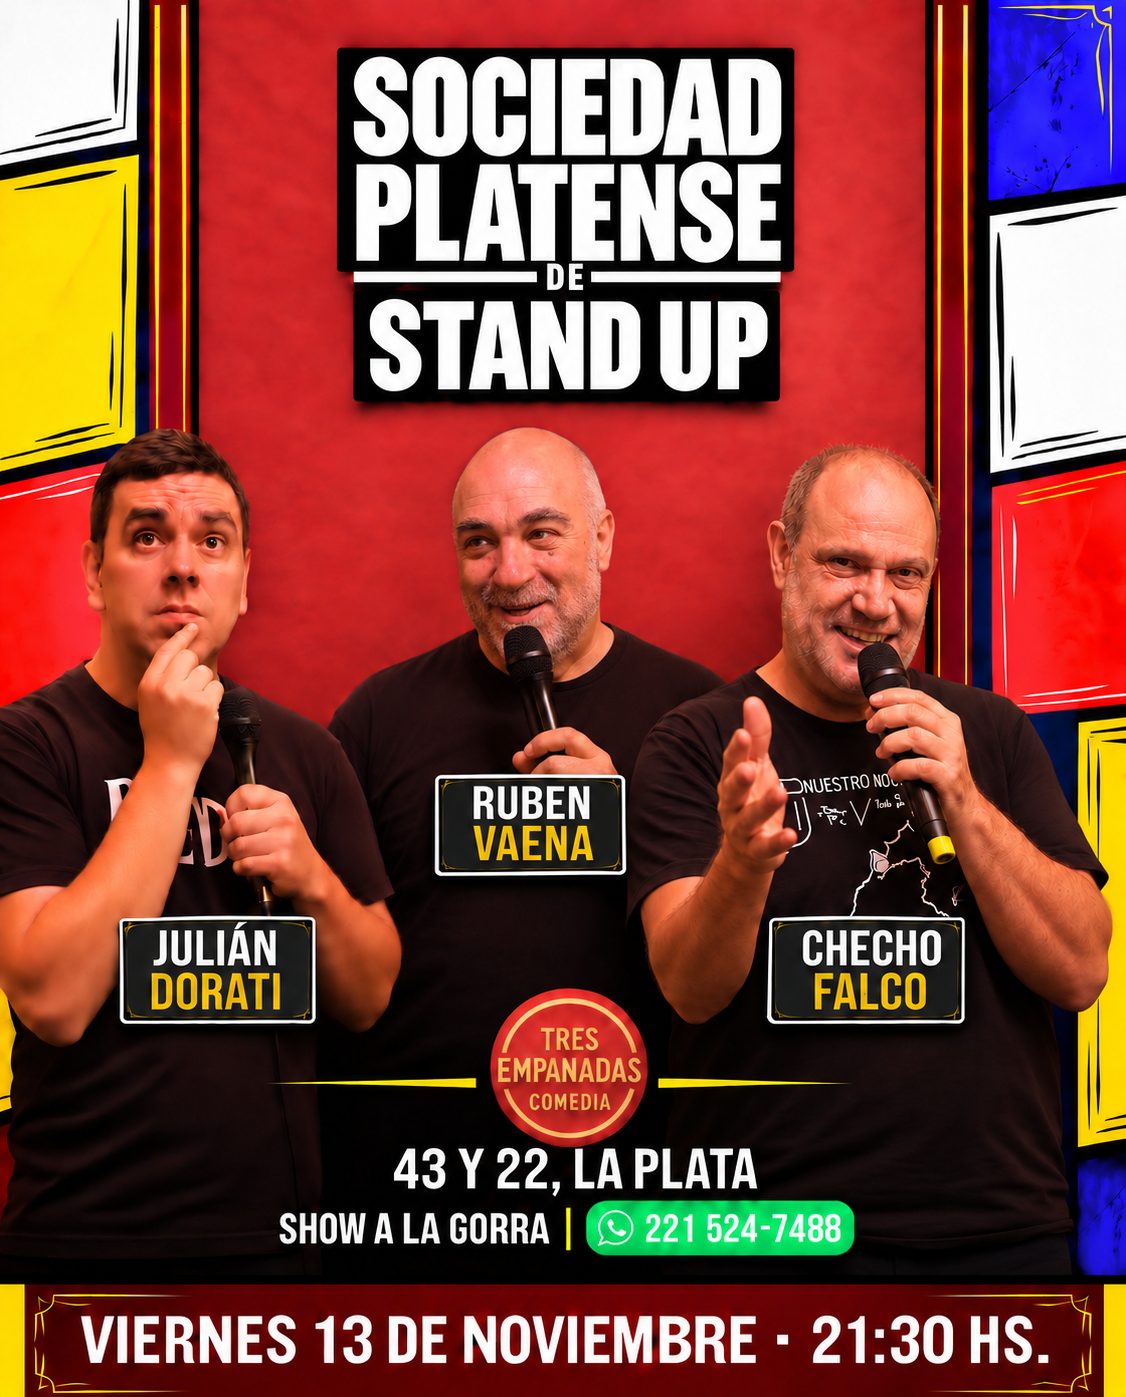 SOCIEDAD
PLATENSE
DE
STAND UP
NUESTRO
RUBEN
VAENA
JULIÁN
DORATI
CHECHO
FALCO
TRES
EMPANADAS
COMEDIA
43 Y 22, LA PLATA
SHOW A LA GORRA | 221 524-7488
VIERNES 13 DE NOVIEMBRE · 21:30 HS.